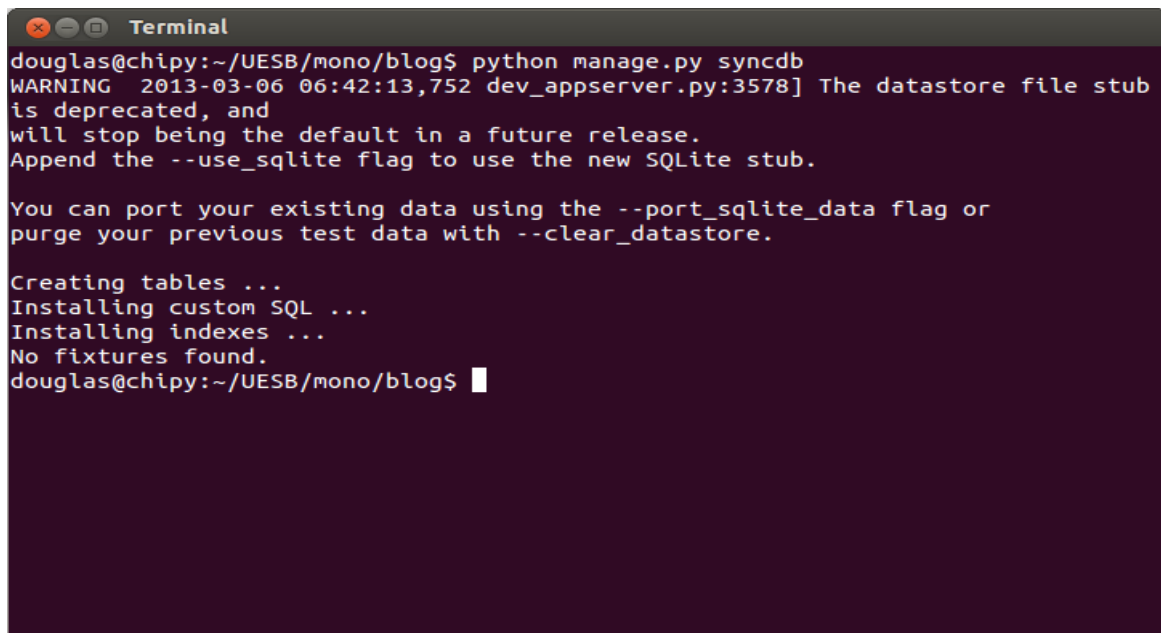 Terminal
douglas@chipy:~/UESB/mono/blog$ python manage.py syncdb
WARNING  2013-03-06 06:42:13,752 dev_appserver.py:3578] The datastore file stub
is deprecated, and
will stop being the default in a future release.
Append the --use_sqlite flag to use the new SQLite stub.
You can port your existing data using the --port_sqlite_data flag or
purge your previous test data with --clear_datastore.
Creating tables ...
Installing custom SQL ...
Installing indexes ...
No fixtures found.
douglas@chipy:~/UESB/mono/blog$